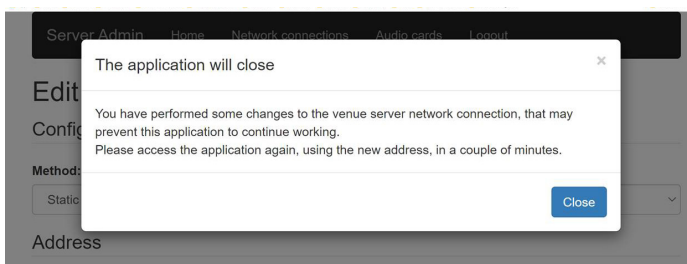 Server Admin Home Network connections Audio cards Logout
The application will close ×
Edit
You have performed some changes to the venue server network connection, that may
prevent this application to continue working.
Please access the application again, using the new address, in a couple of minutes.
Method:
Static
Close
Address